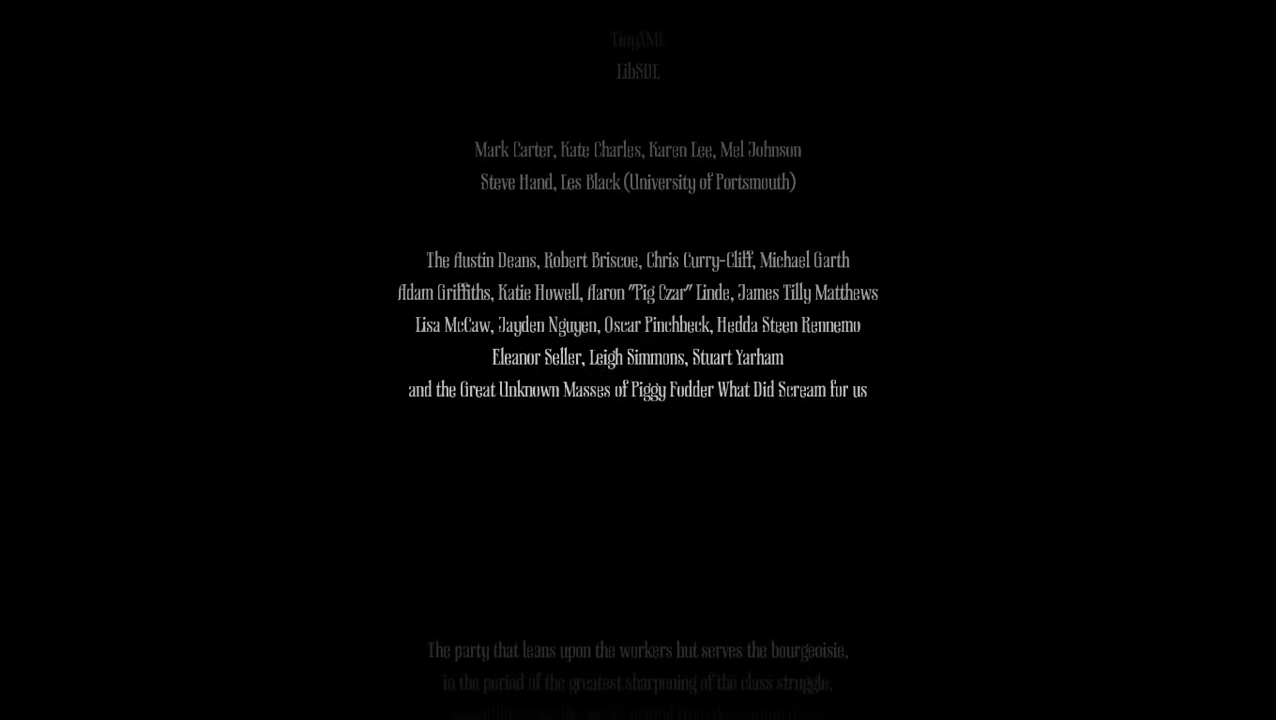 TinyXML
LibSDL
Mark Carter, Kate Charles, Karen Lee, Mel Johnson
Steve Hand, Les Black (University of Portsmouth)
The Austin Deans, Robert Briscoe, Chris Curry-Cliff, Michael Garth
Adam Griffiths, Katie Howell, Aaron "Pig Czar" Linde, James Tilly Matthews
Lisa McCaw, Jayden Nguyen, Oscar Pinchbeck, Hedda Steen Rennemo
Eleanor Seller, Leigh Simmons, Stuart Yarham
and the Great Unknown Masses of Piggy Fodder What Did Scream for us
The party that leans upon the workers but serves the bourgeoisie,
in the period of the greatest sharpening of the class struggle,